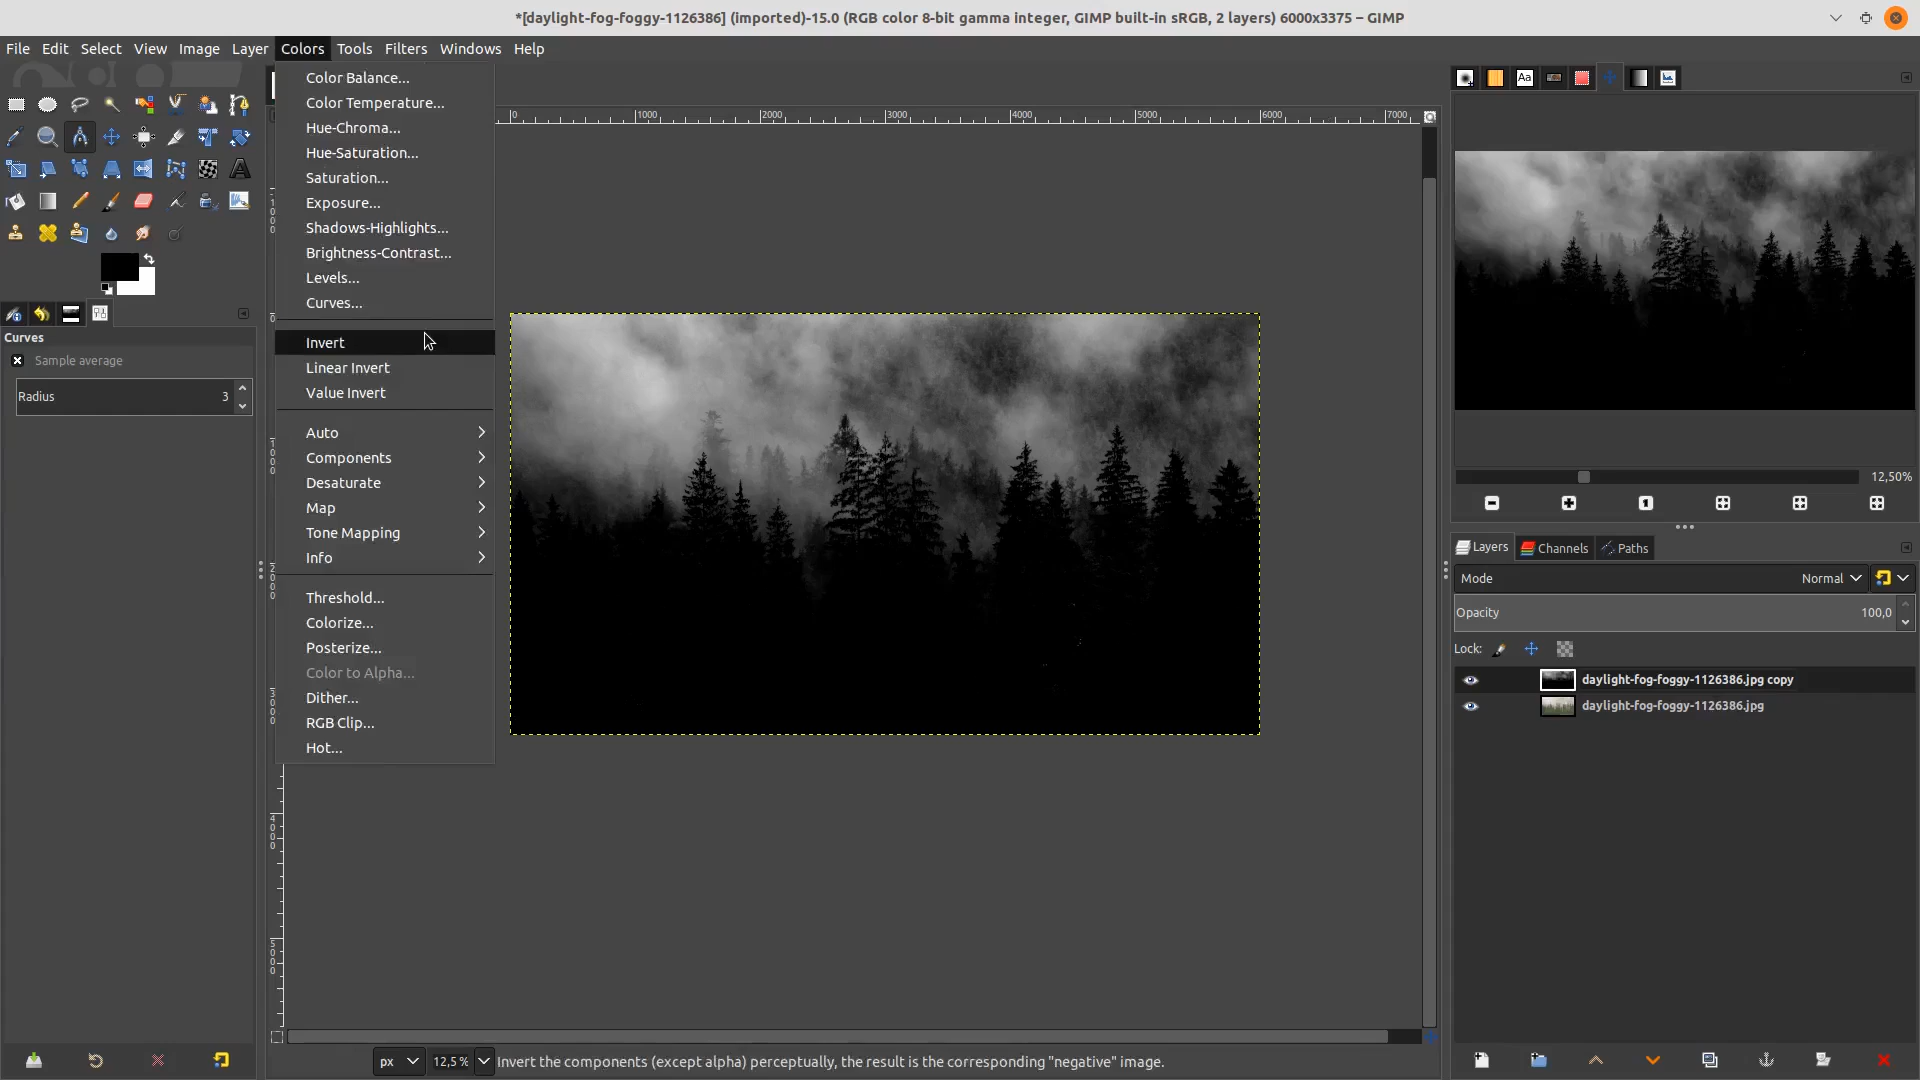 *[daylight-fog-foggy-1126386] (imported)-15.0 (RGB color 8-bit gamma integer, GIMP built-in sRGB, 2 layers) 6000x3375 – GIMP
File Edit Select View Image Layer Colors Tools Filters Windows Help
Color Balance...
Color Temperature...
Hue-Chroma...
Hue-Saturation...
Saturation...
Exposure...
Shadows-Highlights...
Brightness-Contrast...
Levels...
Curves...
Invert
Linear Invert
Value Invert
Auto
Components
Desaturate
Map
Tone Mapping
Info
Threshold...
Colorize...
Posterize...
Color to Alpha...
Dither...
RGB Clip...
Hot...
Curves
Sample average
Radius 3
0 1000 2000 3000 4000 5000 6000 7000
Aa
12,50%
Layers Channels Paths
Mode Normal
Opacity 100,0
Lock:
daylight-fog-foggy-1126386.jpg copy
daylight-fog-foggy-1126386.jpg
px 12,5 % Invert the components (except alpha) perceptually, the result is the corresponding "negative" image.